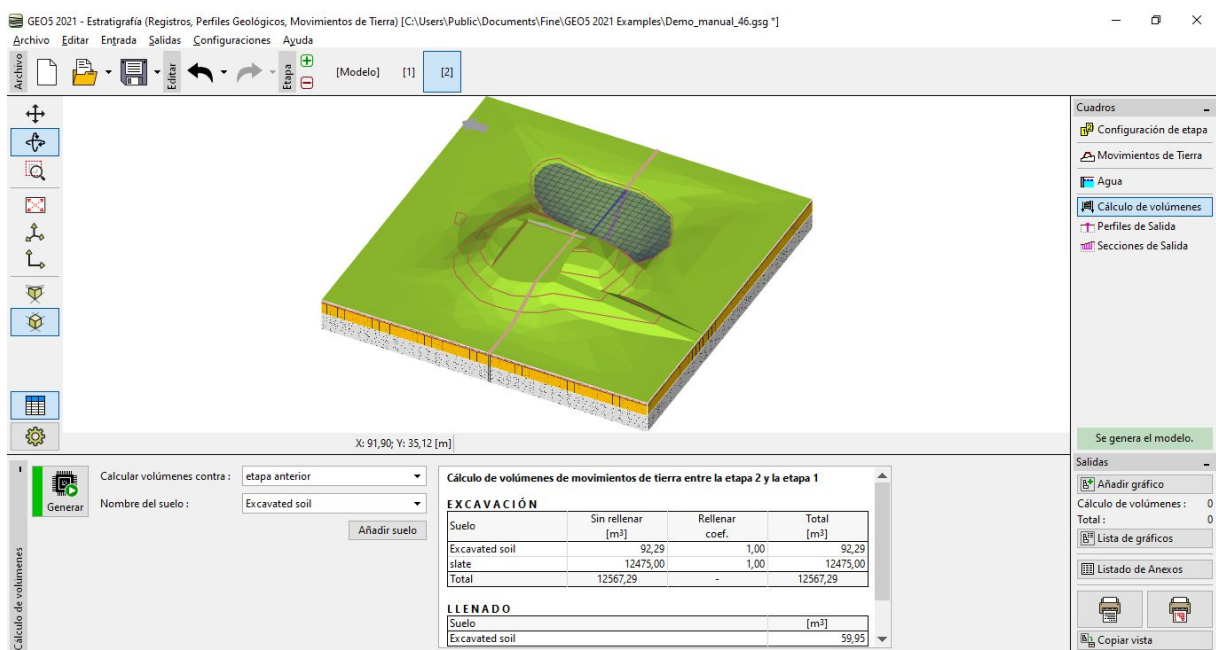 GEO5 2021 - Estratigrafía (Registros, Perfiles Geológicos, Movimientos de Tierra) [C:\Users\Public\Documents\Fine\GEO5 2021 Examples\Demo_manual_46.gsg *]
Archivo Editar Entrada Salidas Configuraciones Ayuda
Archivo Editar Etapa [Modelo] [1] [2]
Cuadros
Configuración de etapa
Movimientos de Tierra
Agua
Cálculo de volúmenes
Perfiles de Salida
Secciones de Salida
X: 91,90; Y: 35,12 [m]
Se genera el modelo.
Cálculo de volúmenes
Generar
Calcular volúmenes contra : etapa anterior
Nombre del suelo : Excavated soil
Añadir suelo
Cálculo de volúmenes de movimientos de tierra entre la etapa 2 y la etapa 1
EXCAVACIÓN
Suelo Sin rellenar [m³] Rellenar coef. Total [m³]
Excavated soil 92,29 1,00 92,29
slate 12475,00 1,00 12475,00
Total 12567,29 - 12567,29
LLENADO
Suelo [m³]
Excavated soil 59,95
Salidas
Añadir gráfico
Cálculo de volúmenes : 0
Total : 0
Lista de gráficos
Listado de Anexos
Copiar vista